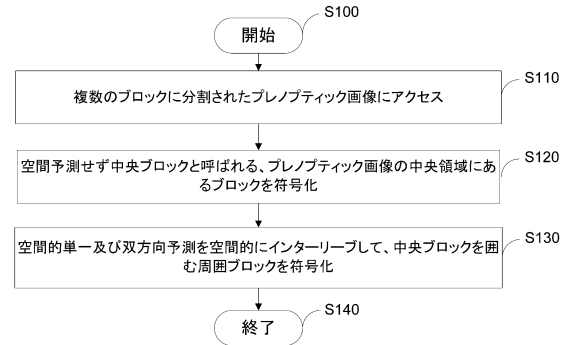 S100
開始
S110
複数のブロックに分割されたプレノプティック画像にアクセス
S120
空間予測せず中央ブロックと呼ばれる、プレノプティック画像の中央領域にあ
るブロックを符号化
S130
空間的単一及び双方向予測を空間的にインターリーブして、中央ブロックを囲
む周囲ブロックを符号化
S140
終了